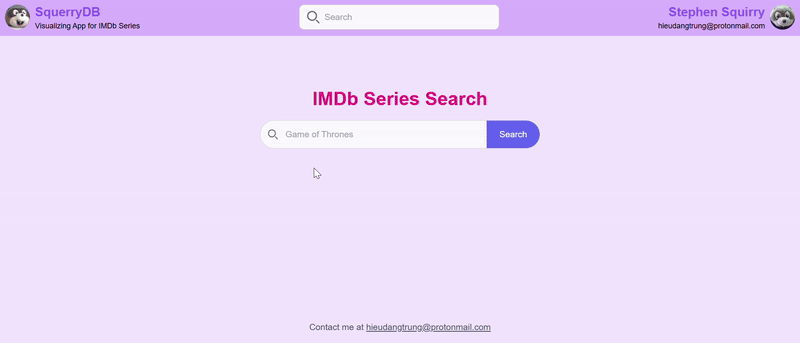 SquerryDB
Visualizing App for IMDb Series
Search
Stephen Squirry
hieudangtrung@protonmail.com
IMDb Series Search
Game of Thrones
Search
Contact me at hieudangtrung@protonmail.com